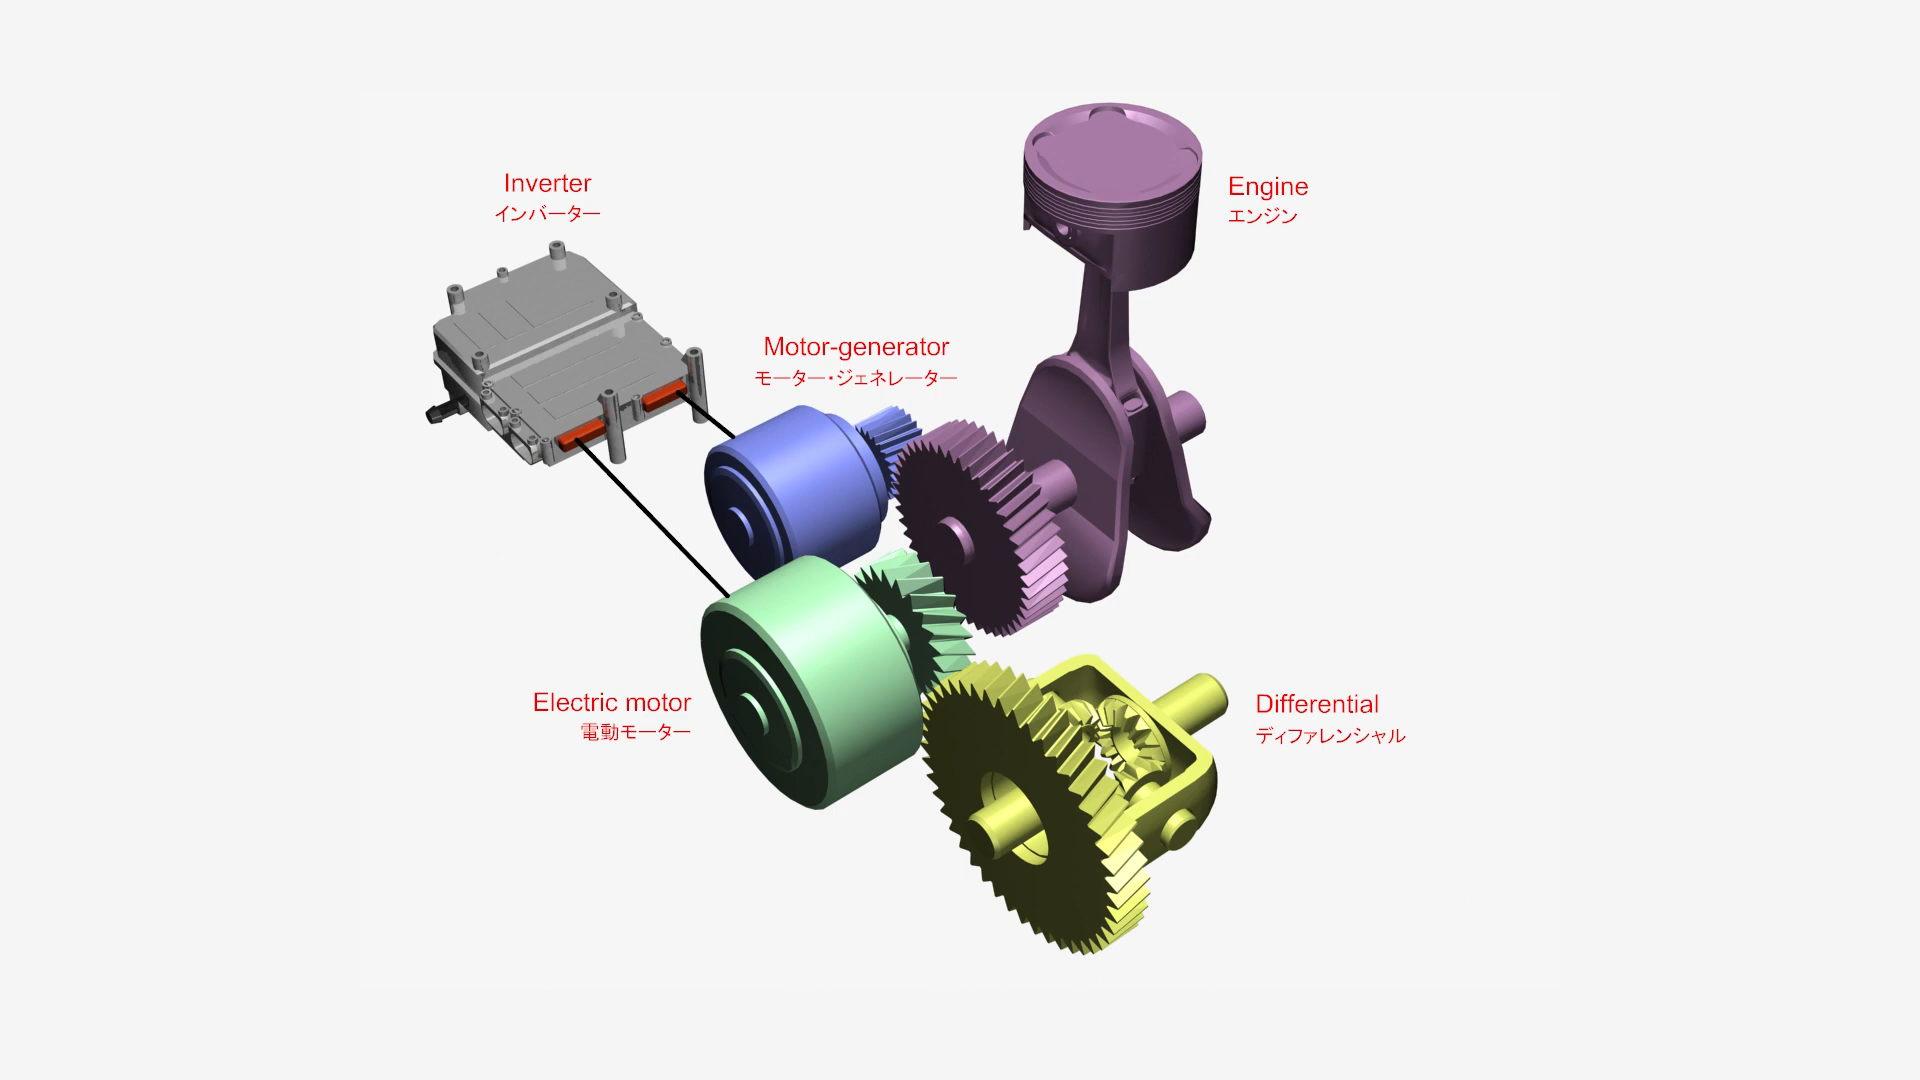 Inverter
インバーター
Engine
エンジン
Motor-generator
モーター・ジェネレーター
Electric motor
電動モーター
Differential
ディファレンシャル